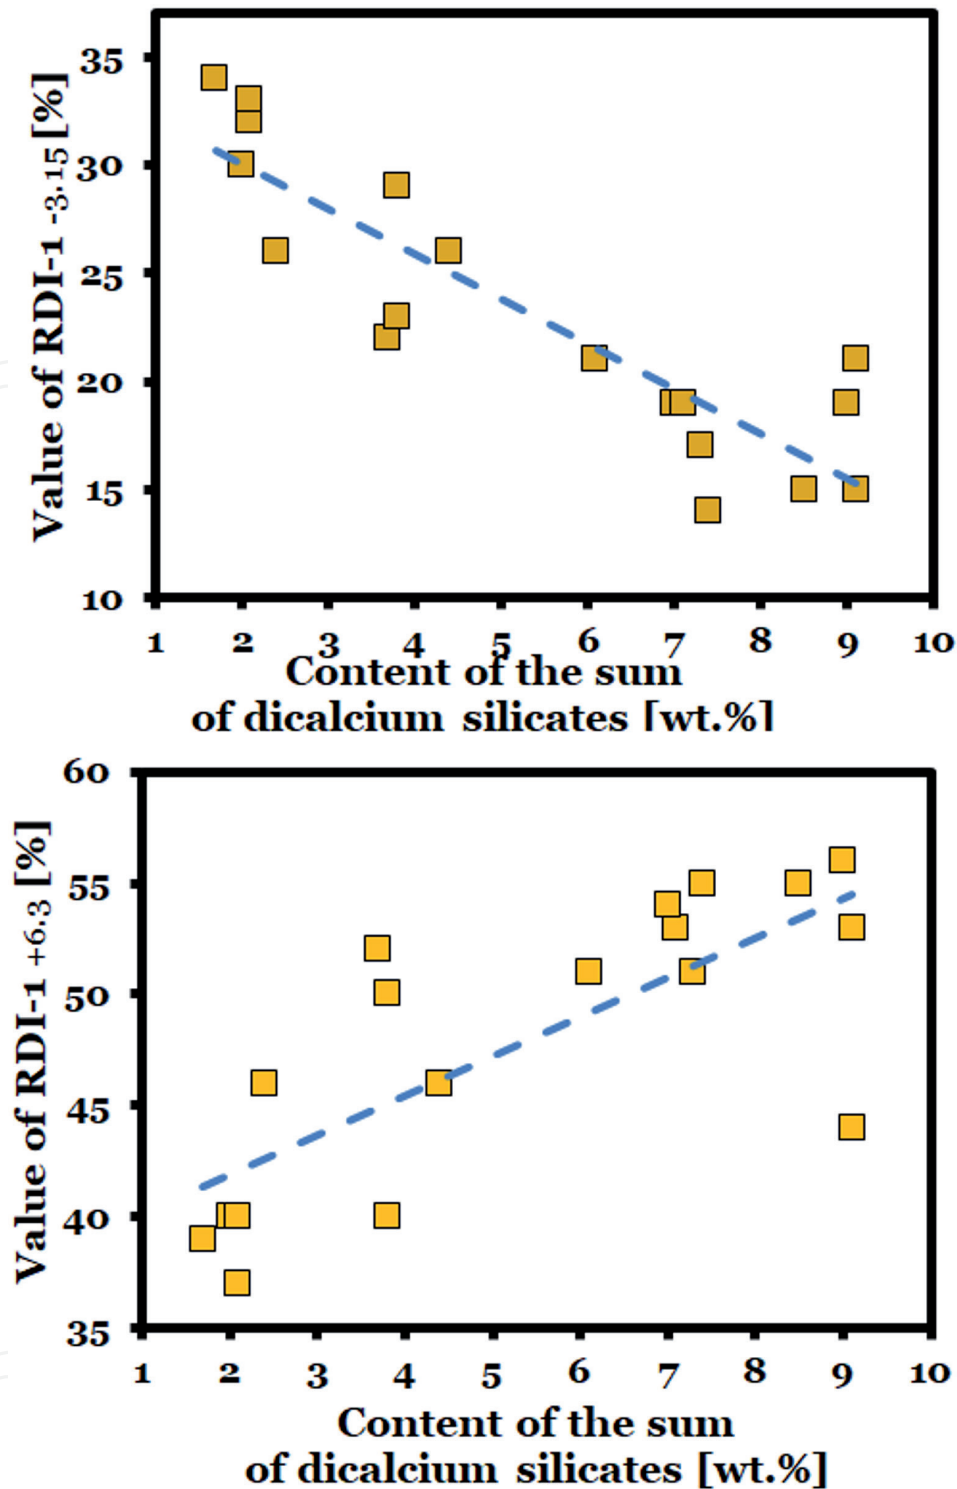 Value of RDI-1 -3.15 [%]
35
30
25
20
15
10
1 2 3 4 5 6 7 8 9 10
Content of the sum
of dicalcium silicates [wt.%]
Value of RDI-1 +6.3 [%]
60
55
50
45
40
35
1 2 3 4 5 6 7 8 9 10
Content of the sum
of dicalcium silicates [wt.%]